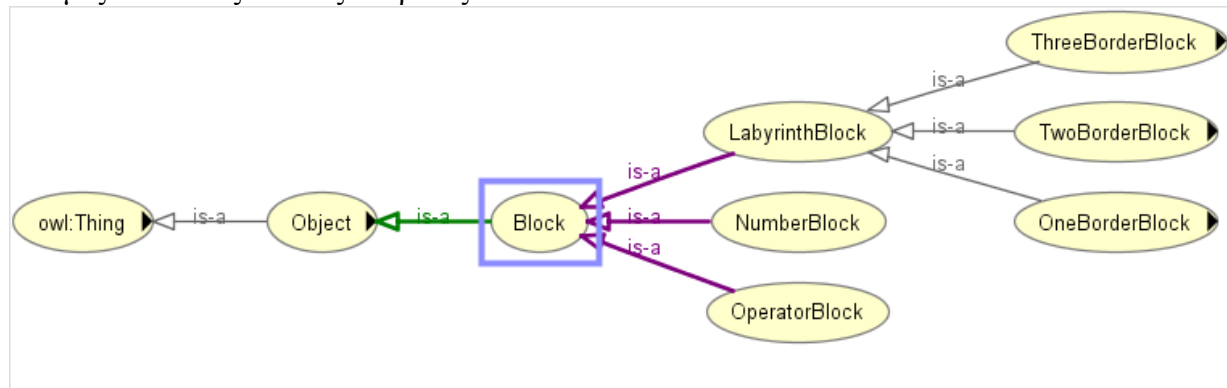 ThreeBorderBlock
is-a
LabyrinthBlock
is-a
TwoBorderBlock
is-a
is-a
owl:Thing
is-a
Object
is-a
Block
is-a
NumberBlock
OneBorderBlock
is-a
OperatorBlock